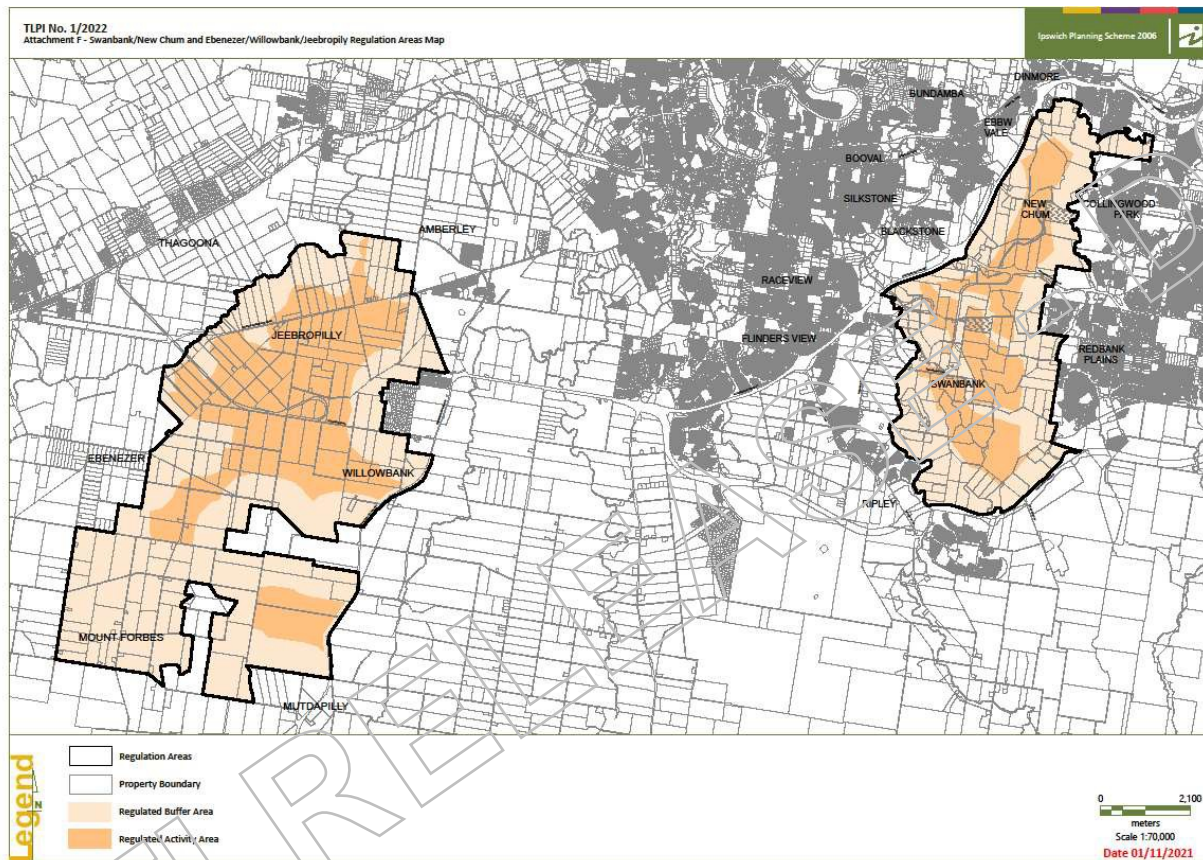 TLPI No. 1/2022
Attachment F - Swanbank/New Chum and Ebenezer/Willowbank/Jeebropily Regulation Areas Map
Ipswich Planning Scheme 2006
DINMORE
BUNDAMBA
EBBW
VALE
BOOVAL
SILKSTONE
NEW
CHUM
COLLINGWOOD
PARK
BLACKSTONE
AMBERLEY
THAGOONA
RACEVIEW
JEEBROPILLY
FLINDERS VIEW
REDBANK
PLAINS
SWANBANK
EBENEZER
WILLOWBANK
RIPLEY
MOUNT FORBES
MUTDAPILLY
RELEASE
Legend
N
Regulation Areas
Property Boundary
Regulated Buffer Area
Regulated Activity Area
0 2,100
meters
Scale 1:70,000
Date 01/11/2021